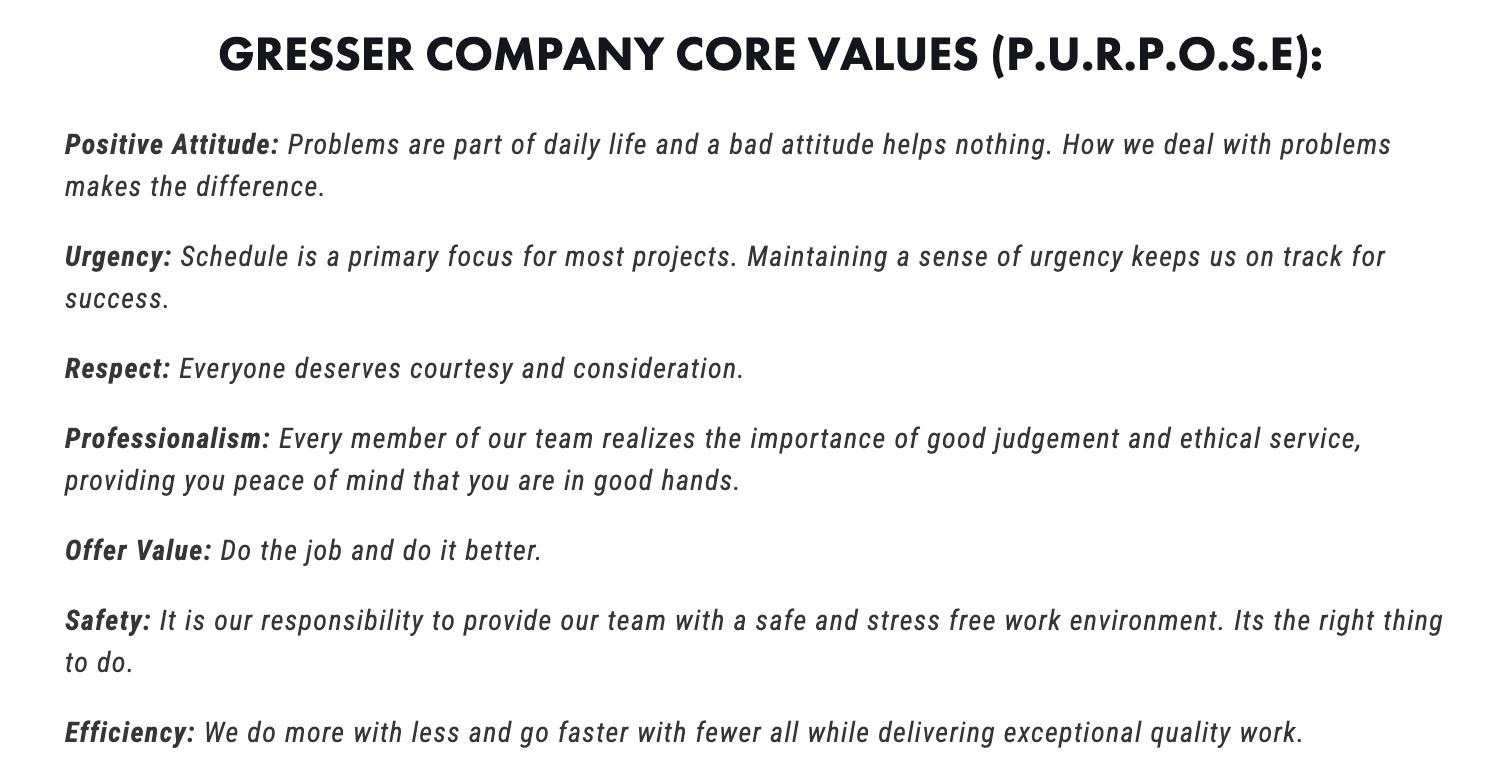 GRESSER COMPANY CORE VALUES (P.U.R.P.O.S.E):
Positive Attitude: Problems are part of daily life and a bad attitude helps nothing. How we deal with problems
makes the difference.
Urgency: Schedule is a primary focus for most projects. Maintaining a sense of urgency keeps us on track for
success.
Respect: Everyone deserves courtesy and consideration.
Professionalism: Every member of our team realizes the importance of good judgement and ethical service,
providing you peace of mind that you are in good hands.
Offer Value: Do the job and do it better.
Safety: It is our responsibility to provide our team with a safe and stress free work environment. Its the right thing
to do.
Efficiency: We do more with less and go faster with fewer all while delivering exceptional quality work.